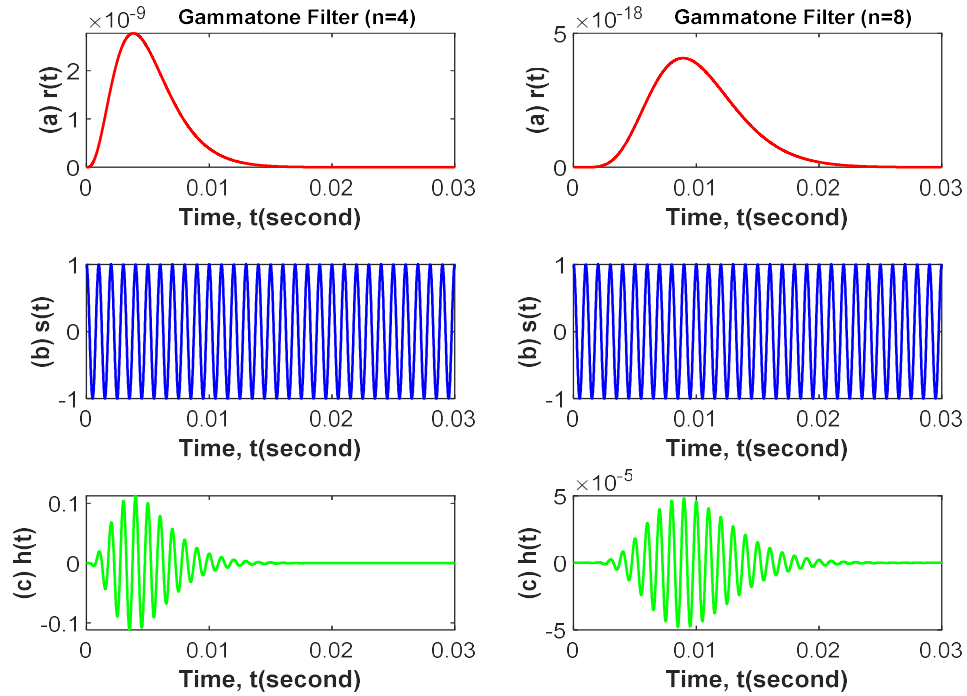 Gammatone Filter (n=4)
×10⁻⁹
2
1
0
(a) r(t)
0 0.01 0.02 0.03
Time, t(second)
Gammatone Filter (n=8)
5 ×10⁻¹⁸
0
(a) r(t)
0 0.01 0.02 0.03
Time, t(second)
1
0
-1
(b) s(t)
0 0.01 0.02 0.03
Time, t(second)
1
0
-1
(b) s(t)
0 0.01 0.02 0.03
Time, t(second)
0.1
0
-0.1
(c) h(t)
0 0.01 0.02 0.03
Time, t(second)
5 ×10⁻⁵
0
-5
(c) h(t)
0 0.01 0.02 0.03
Time, t(second)